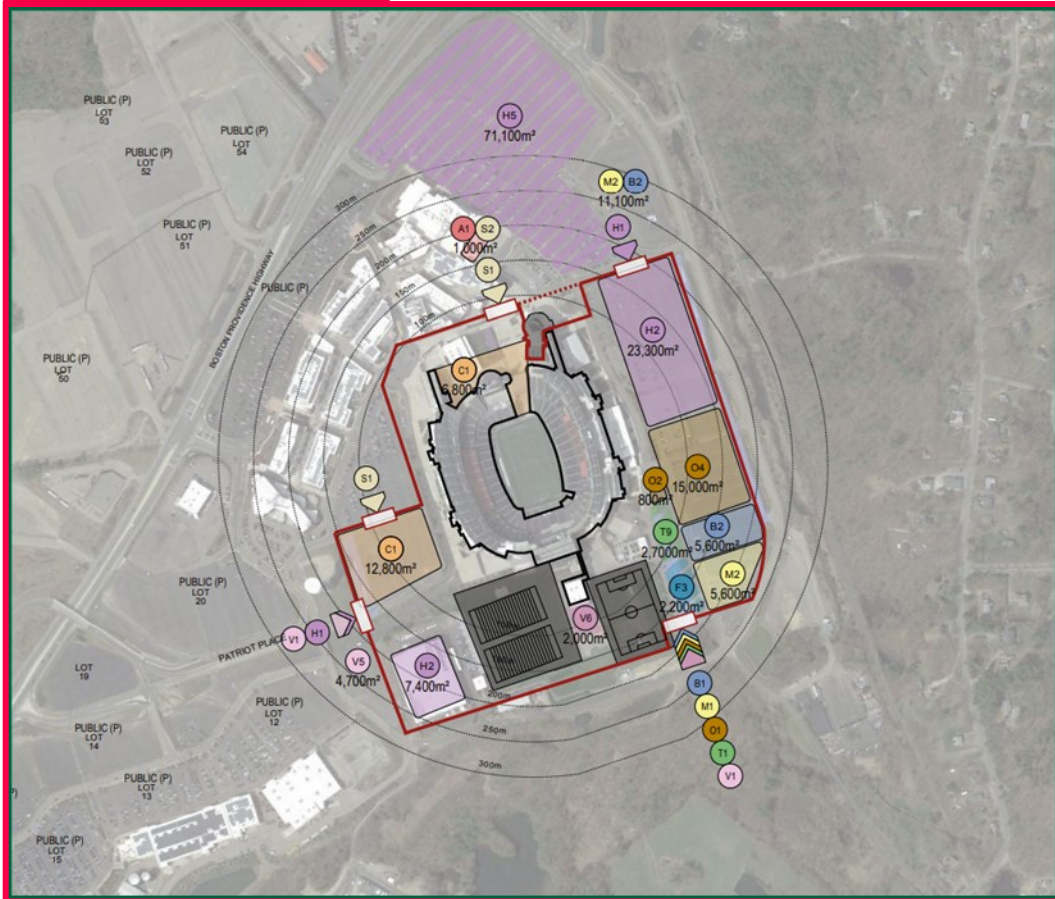 H5
71,100m²
PUBLIC (P)
LOT
53
PUBLIC (P)
LOT
54
PUBLIC (P)
LOT
52
M2
B2
11,100m²
300m
250m
200m
150m
100m
A1
S2
1,000m²
H1
S1
PUBLIC (P)
LOT
51
BOSTON PROVIDENCE HIGHWAY
PUBLIC (P)
H2
23,300m²
PUBLIC (P)
LOT
50
C1
6,800m²
S1
O2
800m²
O4
15,000m²
C1
12,800m²
T9
2,7000m²
B2
5,600m²
PUBLIC (P)
LOT
20
F3
2,200m²
M2
5,600m²
V1
H1
PATRIOT PLACE
V5
4,700m²
H2
7,400m²
V6
2,000m²
LOT
19
200m
250m
300m
PUBLIC (P)
LOT
12
PUBLIC (P)
LOT
14
B1
M1
O1
T1
V1
PUBLIC (P)
LOT
13
P)
PUBLIC (P)
LOT
15